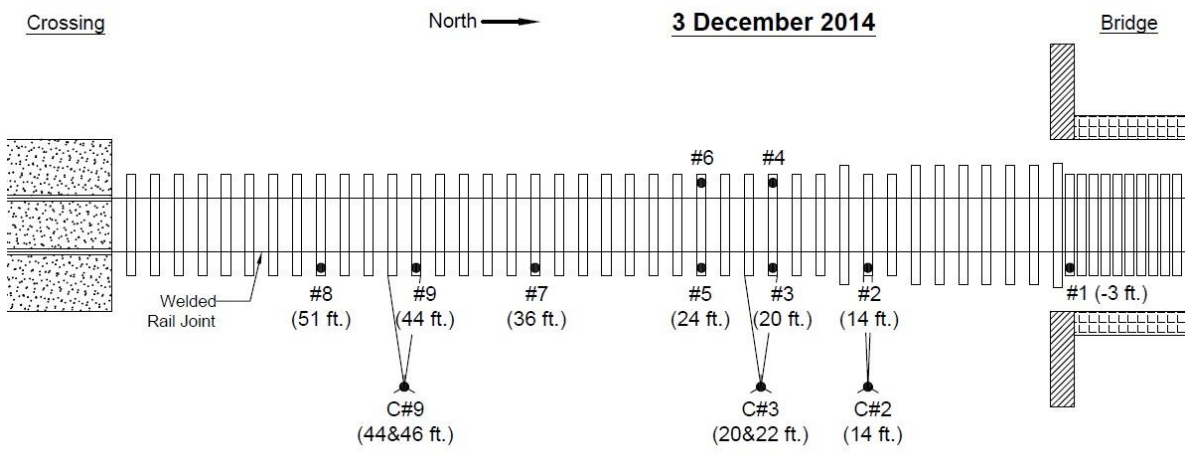 Crossing
North
3 December 2014
Bridge
#6
#4
#8
(51 ft.)
#9
(44 ft.)
#7
(36 ft.)
#5
(24 ft.)
#3
(20 ft.)
#2
(14 ft.)
#1 (-3 ft.)
Welded
Rail Joint
C#9
(44&46 ft.)
C#3
(20&22 ft.)
C#2
(14 ft.)